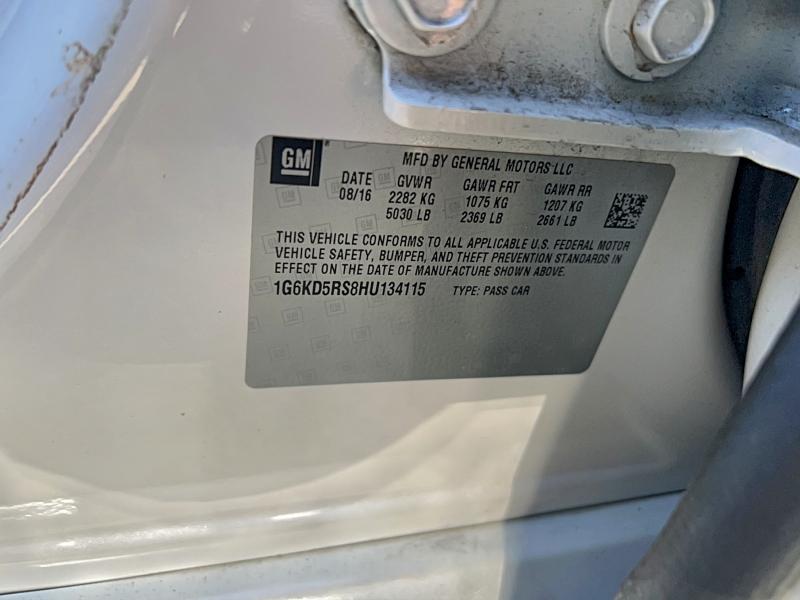 GM
MFD BY GENERAL MOTORS LLC
DATE GVWR GAWR FRT GAWR RR
08/16 2282 KG 1075 KG 1207 KG
5030 LB 2369 LB 2661 LB
THIS VEHICLE CONFORMS TO ALL APPLICABLE U.S. FEDERAL MOTOR
VEHICLE SAFETY, BUMPER, AND THEFT PREVENTION STANDARDS IN
EFFECT ON THE DATE OF MANUFACTURE SHOWN ABOVE.
1G6KD5RS8HU134115 TYPE: PASS CAR